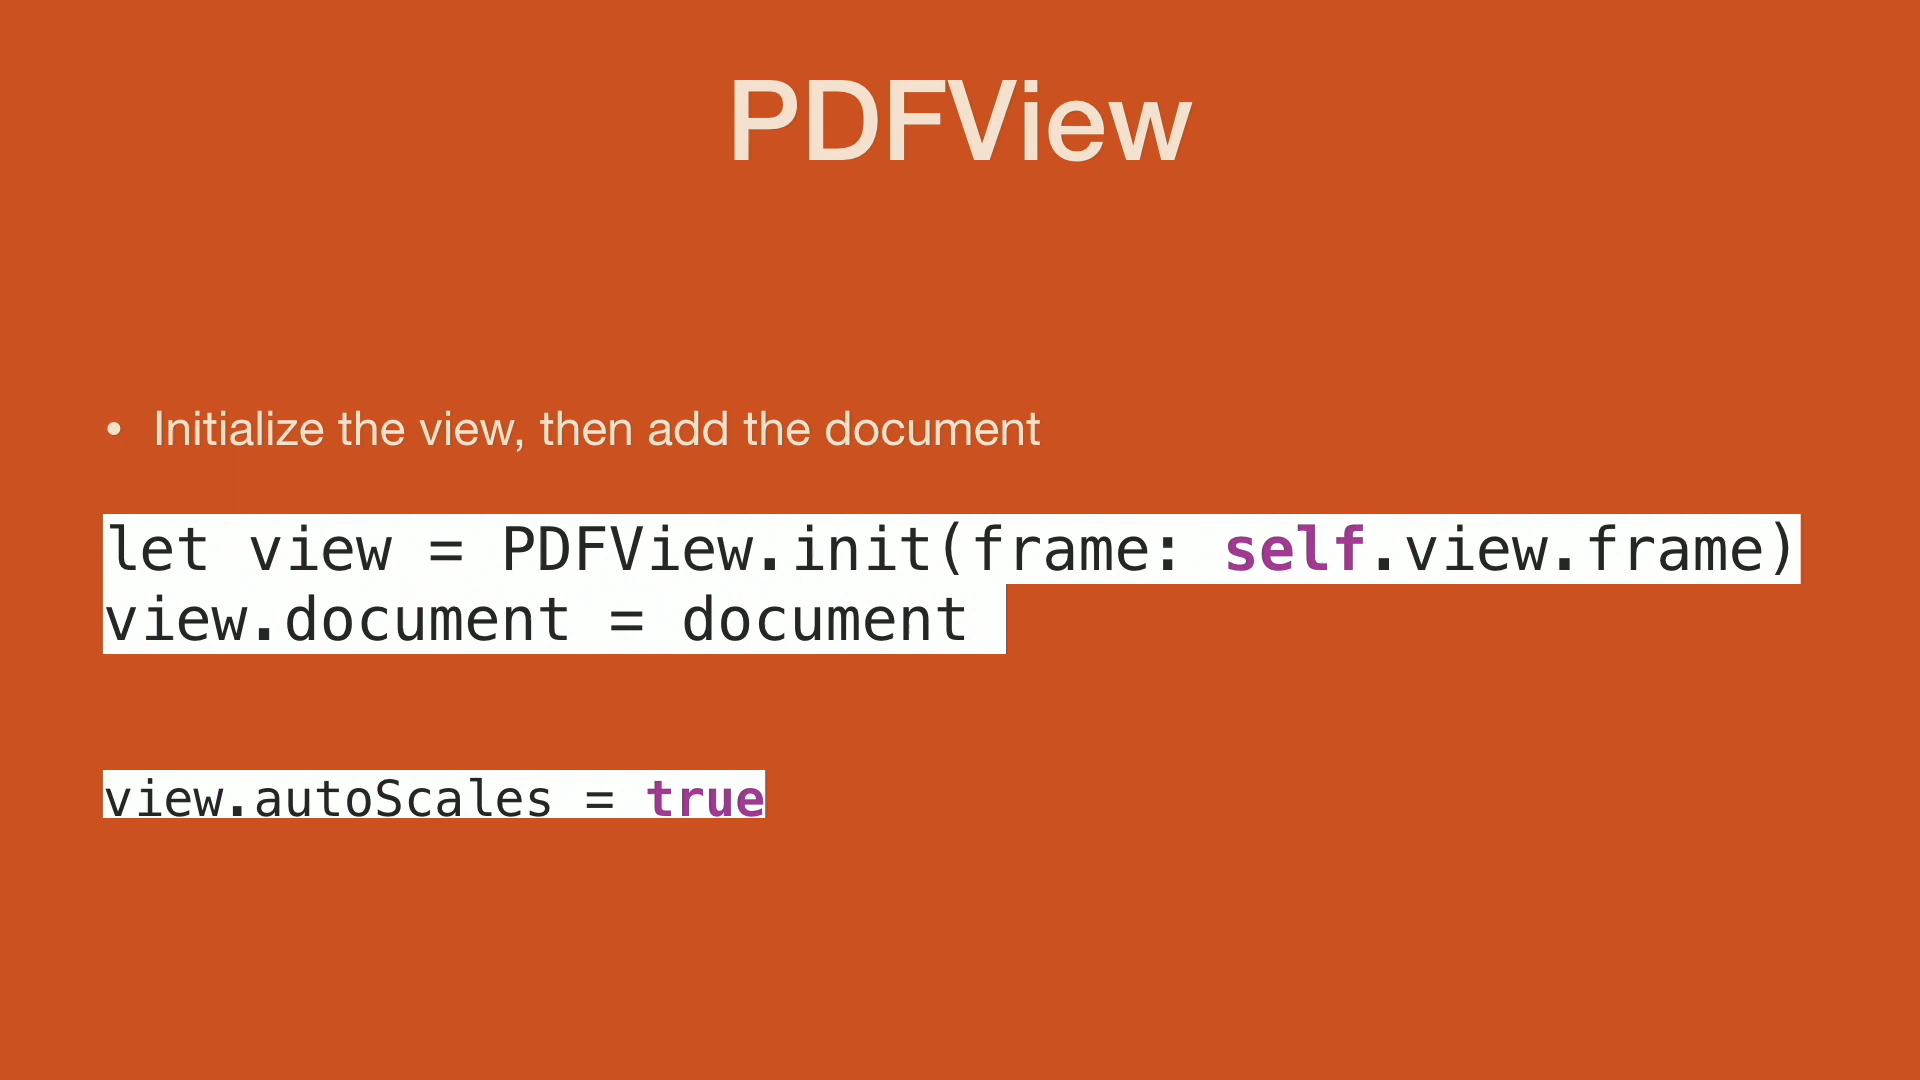 PDFView
• Initialize the view, then add the document
let view = PDFView.init(frame: self.view.frame)
view.document = document
view.autoScales = true